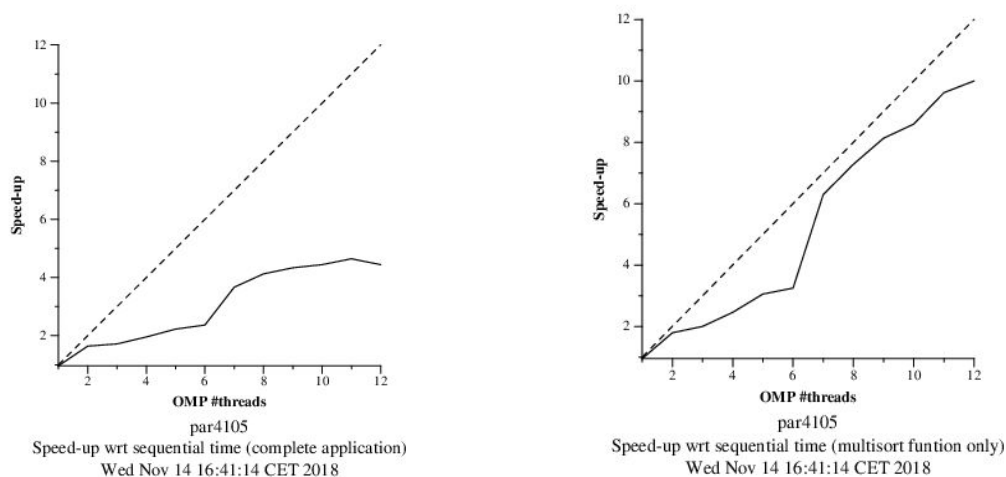 12
10
8
6
4
2
Speed-up
2 4 6 8 10 12
OMP #threads
par4105
Speed-up wrt sequential time (complete application)
Wed Nov 14 16:41:14 CET 2018
12
10
8
6
4
2
Speed-up
2 4 6 8 10 12
OMP #threads
par4105
Speed-up wrt sequential time (multisort funtion only)
Wed Nov 14 16:41:14 CET 2018